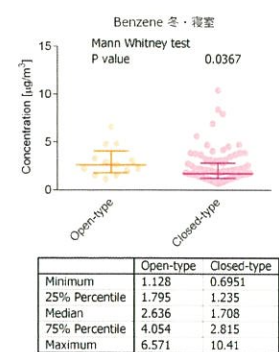 Benzene 冬・寝室
Mann Whitney test
P value 0.0367
Concentration [µg/m³]
15
10
5
0
Open-type
Closed-type
Open-type Closed-type
Minimum 1.128 0.6951
25% Percentile 1.795 1.235
Median 2.636 1.708
75% Percentile 4.054 2.815
Maximum 6.571 10.41